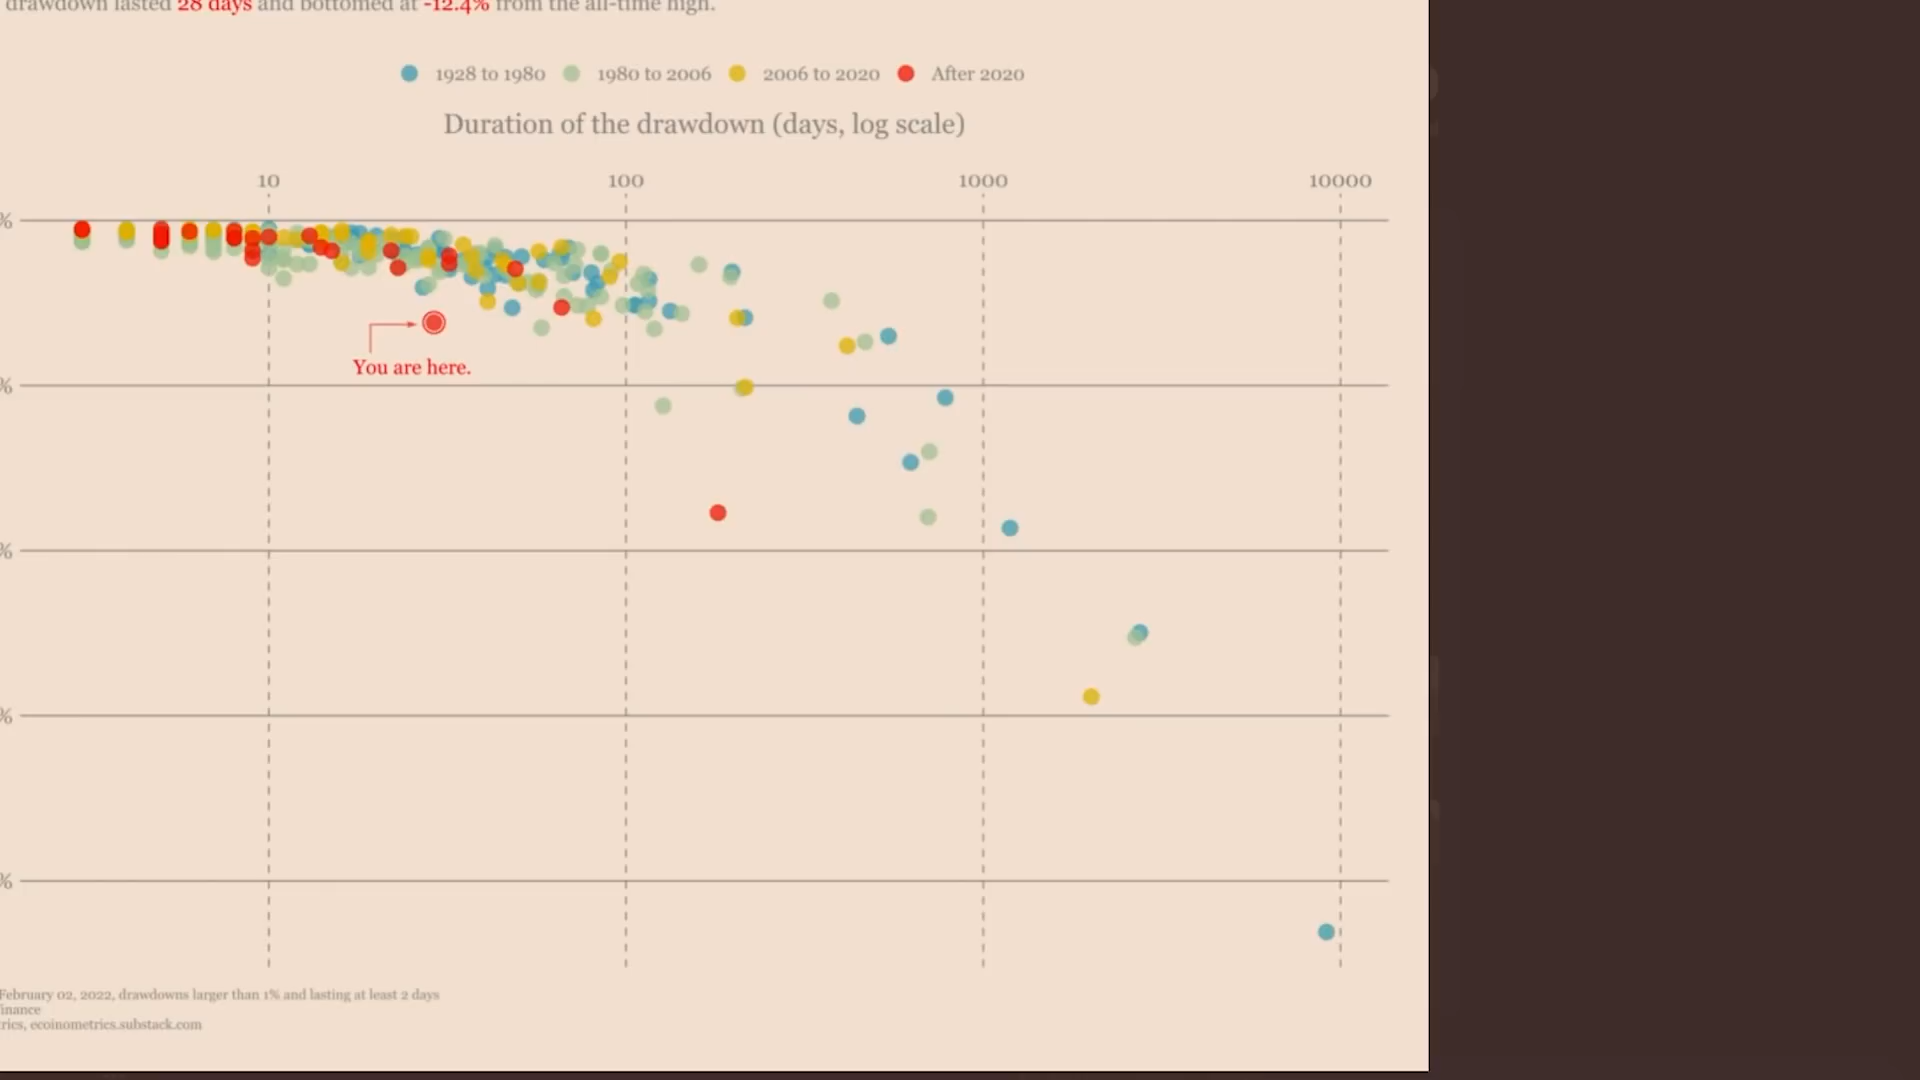 drawdown lasted 28 days and bottomed at -12.4% from the all-time high.
1928 to 1980 1980 to 2006 2006 to 2020 After 2020
Duration of the drawdown (days, log scale)
10 100 1000 10000
%
You are here.
%
%
%
%
February 02, 2022, drawdowns larger than 1% and lasting at least 2 days
inance
rics, ecoinometrics.substack.com